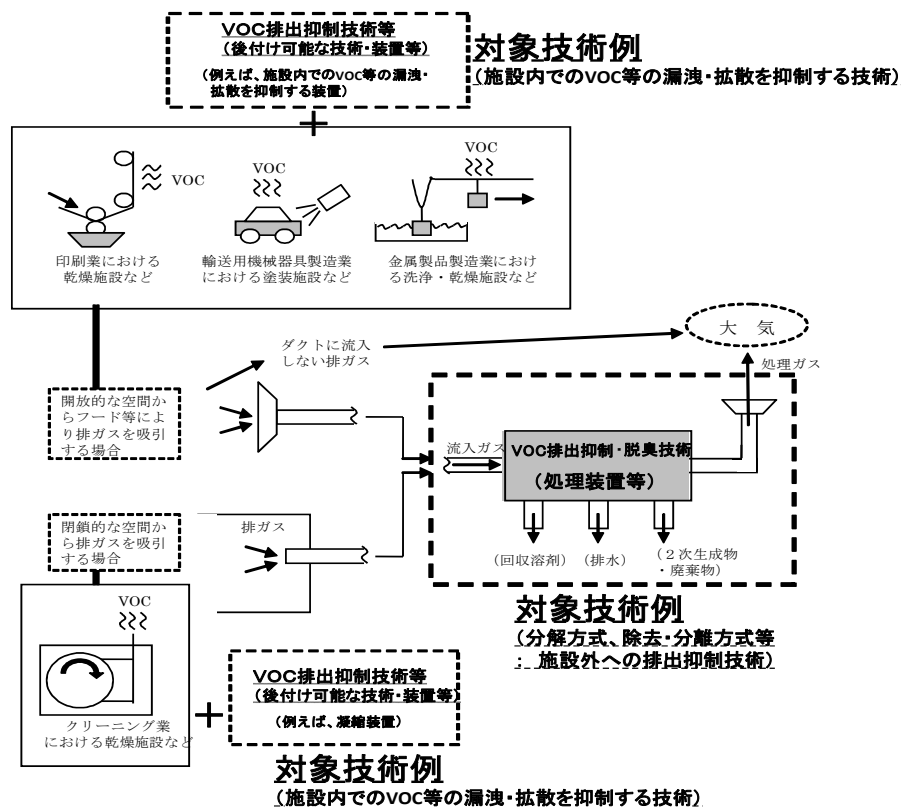 VOC排出抑制技術等
（後付け可能な技術・装置等）
（例えば、施設内でのVOC等の漏洩・
拡散を抑制する装置）
対象技術例
（施設内でのVOC等の漏洩・拡散を抑制する技術）
＋
VOC
VOC
VOC
印刷業における
乾燥施設など
輸送用機械器具製造業
における塗装施設など
金属製品製造業におけ
る洗浄・乾燥施設など
大　気
ダクトに流入
しない排ガス
処理ガス
開放的な空間か
らフード等によ
り排ガスを吸引
する場合
流入ガス
VOC排出抑制・脱臭技術
（処理装置等）
閉鎖的な空間か
ら排ガスを吸引
する場合
排ガス
（回収溶剤）
（排水）
（２次生成物
・廃棄物）
対象技術例
（分解方式、除去・分離方式等
：施設外への排出抑制技術）
VOC
クリーニング業
における乾燥施設など
＋
VOC排出抑制技術等
（後付け可能な技術・装置等）
（例えば、凝縮装置）
対象技術例
（施設内でのVOC等の漏洩・拡散を抑制する技術）